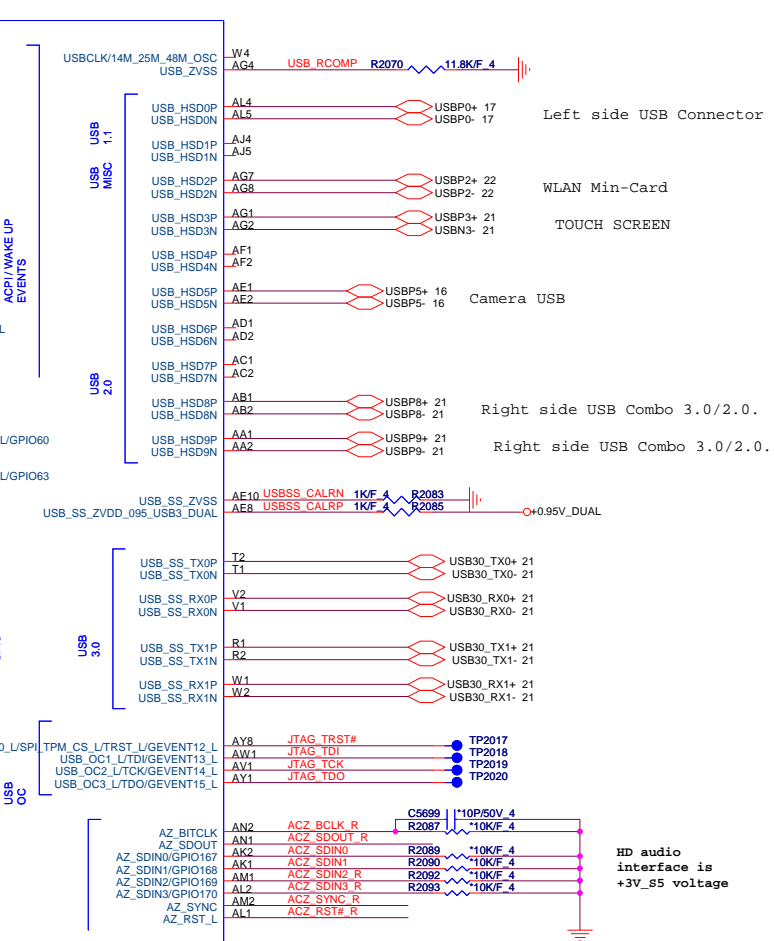 USBCLK/14M_25M_48M_OSC W4
USB_ZVSS AG4 USB_RCOMP R2070 11.8K/F_4
USB_HSD0P AL4 USBP0+ 17
USB_HSD0N AL5 USBP0- 17
Left side USB Connector
USB 1.1
USB_HSD1P AJ4
USB_HSD1N AJ5
USB MISC
USB_HSD2P AG7 USBP2+ 22
USB_HSD2N AG8 USBP2- 22
WLAN Min-Card
USB_HSD3P AG1 USBP3+ 21
USB_HSD3N AG2 USBN3- 21
TOUCH SCREEN
ACPI / WAKE UP
EVENTS
USB_HSD4P AF1
USB_HSD4N AF2
USB_HSD5P AE1 USBP5+ 16
USB_HSD5N AE2 USBP5- 16
Camera USB
L
USB_HSD6P AD1
USB_HSD6N AD2
USB_HSD7P AC1
USB_HSD7N AC2
USB 2.0
USB_HSD8P AB1 USBP8+ 21
USB_HSD8N AB2 USBP8- 21
Right side USB Combo 3.0/2.0.
L/GPIO60
USB_HSD9P AA1 USBP9+ 21
USB_HSD9N AA2 USBP9- 21
Right side USB Combo 3.0/2.0.
L/GPIO63
USB_SS_ZVSS AE10 USBSS_CALRN 1K/F_4 R2083
USB_SS_ZVDD_095_USB3_DUAL AE8 USBSS_CALRP 1K/F_4 R2085 +0.95V_DUAL
USB_SS_TX0P T2 USB30_TX0+ 21
USB_SS_TX0N T1 USB30_TX0- 21
USB_SS_RX0P V2 USB30_RX0+ 21
USB_SS_RX0N V1 USB30_RX0- 21
USB 3.0
USB_SS_TX1P R1 USB30_TX1+ 21
USB_SS_TX1N R2 USB30_TX1- 21
USB_SS_RX1P W1 USB30_RX1+ 21
USB_SS_RX1N W2 USB30_RX1- 21
0_L/SPI_TPM_CS_L/TRST_L/GEVENT12_L AY8 JTAG_TRST# TP2017
USB_OC1_L/TDI/GEVENT13_L AW1 JTAG_TDI TP2018
USB_OC2_L/TCK/GEVENT14_L AV1 JTAG_TCK TP2019
USB_OC3_L/TDO/GEVENT15_L AY1 JTAG_TDO TP2020
USB OC
C5699 *10P/50V_4
AZ_BITCLK AN2 ACZ_BCLK_R R2087 *10K/F_4
AZ_SDOUT AN1 ACZ_SDOUT_R
AZ_SDIN0/GPIO167 AK2 ACZ_SDIN0 R2089 *10K/F_4
AZ_SDIN1/GPIO168 AK1 ACZ_SDIN1 R2090 *10K/F_4
AZ_SDIN2/GPIO169 AM1 ACZ_SDIN2_R R2092 *10K/F_4
AZ_SDIN3/GPIO170 AL2 ACZ_SDIN3_R R2093 *10K/F_4
AZ_SYNC AM2 ACZ_SYNC_R
AZ_RST_L AL1 ACZ_RST#_R
HD audio
interface is
+3V_S5 voltage